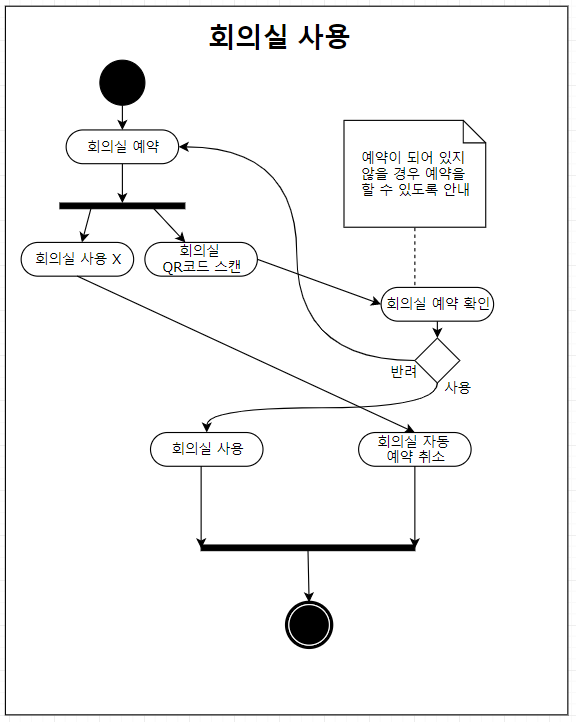 회의실 사용
회의실 예약
예약이 되어 있지
않을 경우 예약을
할 수 있도록 안내
회의실 사용 X
회의실
QR코드 스캔
회의실 예약 확인
반려
사용
회의실 사용
회의실 자동
예약 취소